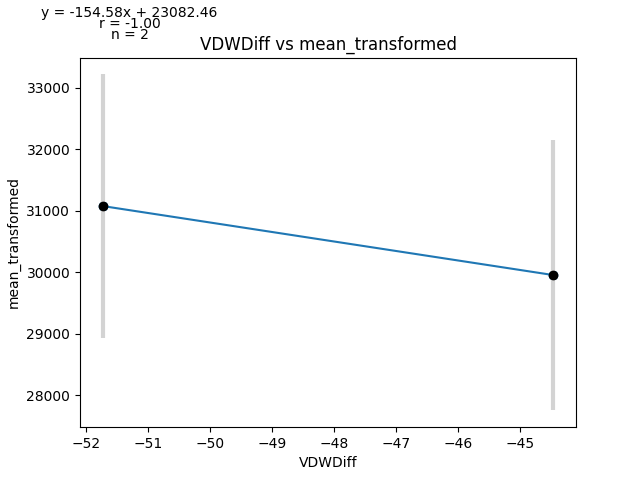 y = -154.58x + 23082.46
r = -1.00
n = 2
VDWDiff vs mean_transformed
33000
32000
31000
30000
29000
28000
mean_transformed
−52
−51
−50
−49
−48
−47
−46
−45
VDWDiff